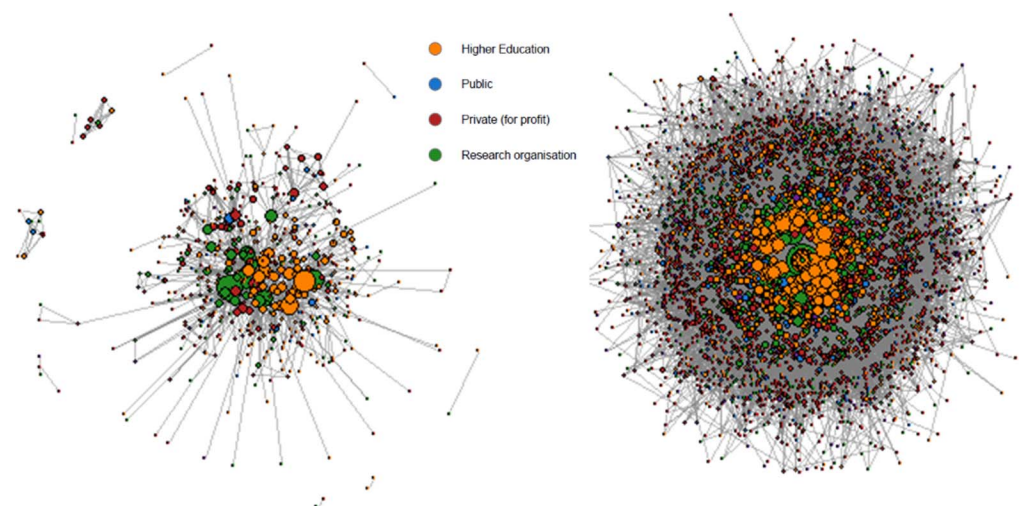 Higher Education
Public
Private (for profit)
Research organisation